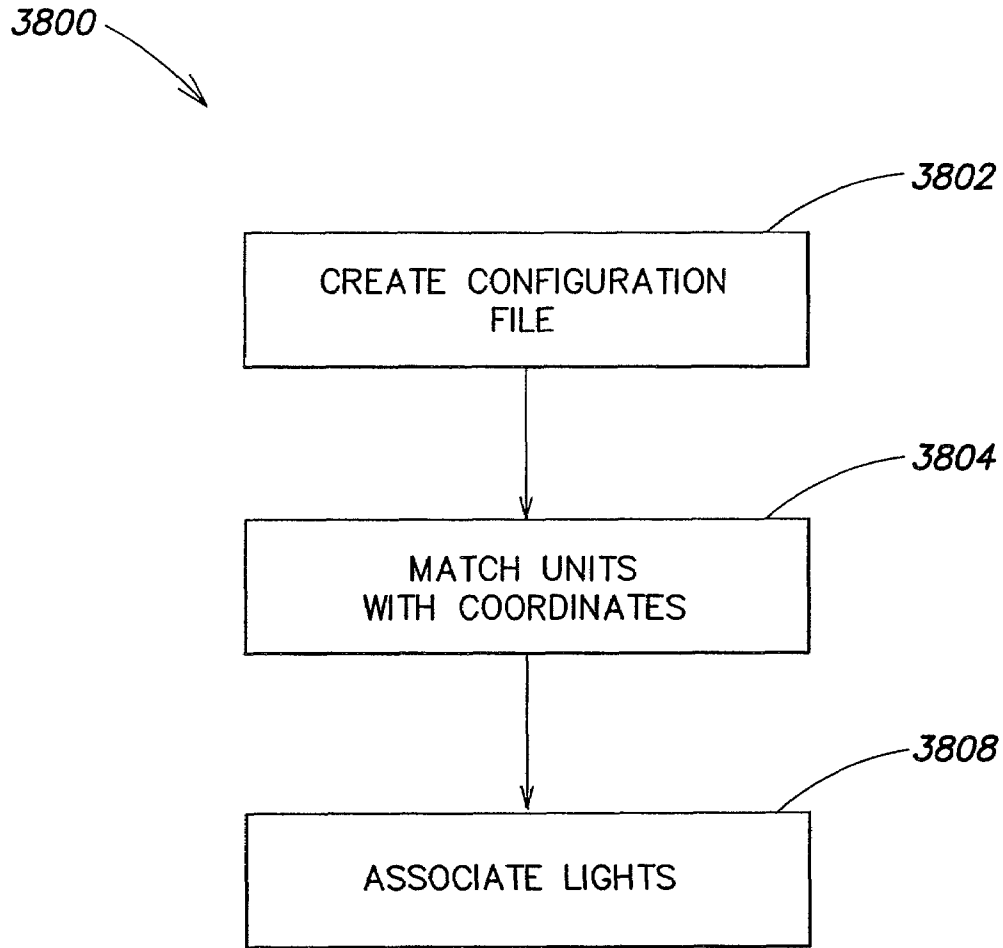 3800
3802
CREATE CONFIGURATION
FILE
3804
MATCH UNITS
WITH COORDINATES
3808
ASSOCIATE LIGHTS